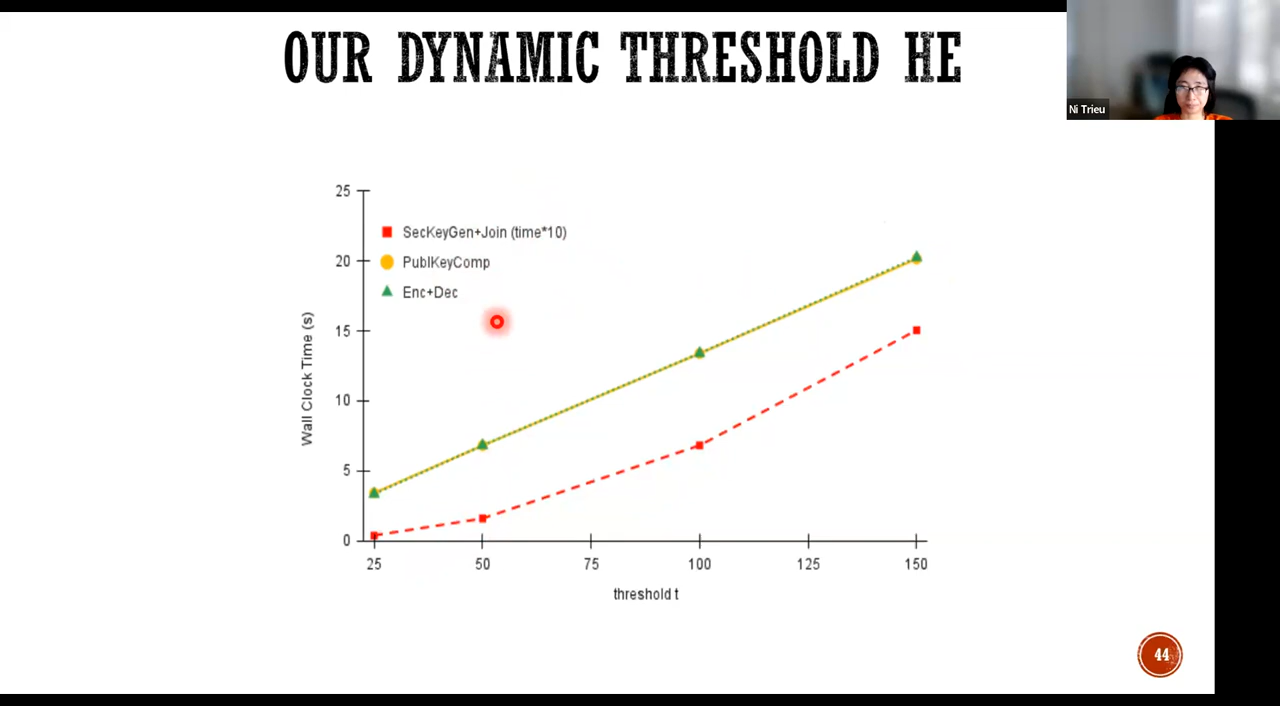 OUR DYNAMIC THRESHOLD HE
Ni Trieu
25
SecKeyGen+Join (time*10)
20
PublKeyComp
Enc+Dec
15
Wall Clock Time (s)
10
5
0
25 50 75 100 125 150
threshold t
44